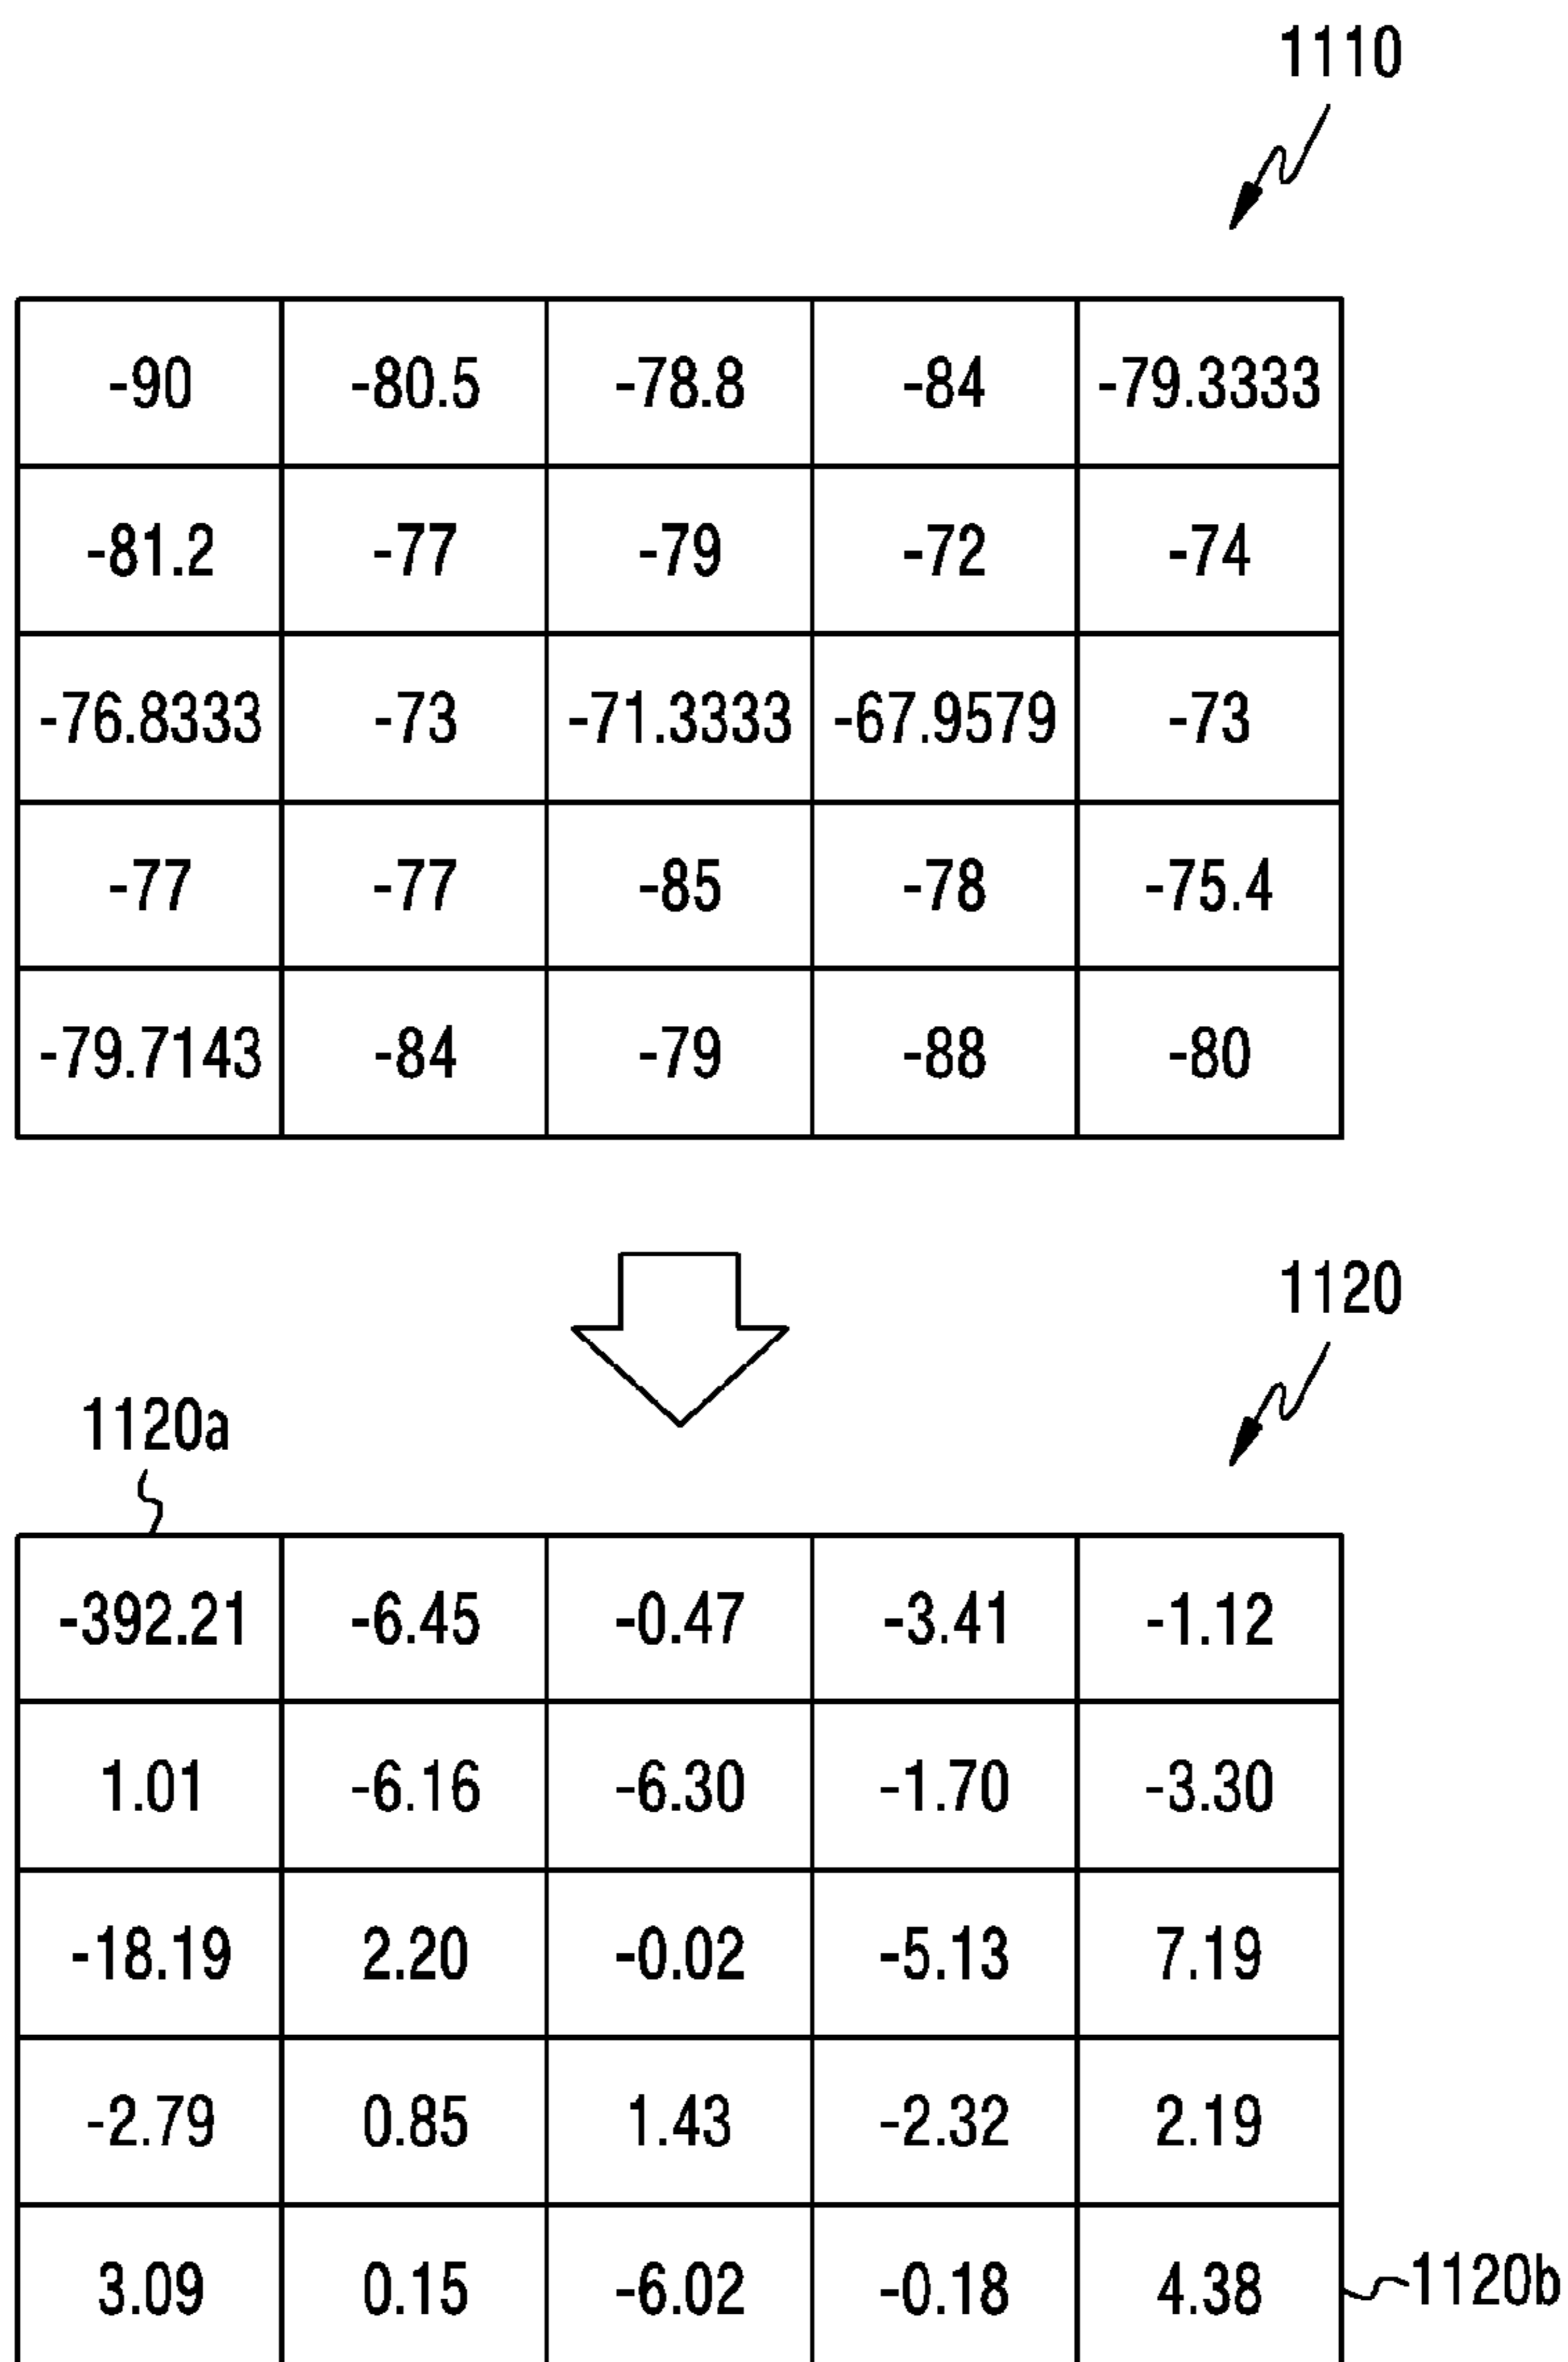 1110
-90 -80.5 -78.8 -84 -79.3333
-81.2 -77 -79 -72 -74
-76.8333 -73 -71.3333 -67.9579 -73
-77 -77 -85 -78 -75.4
-79.7143 -84 -79 -88 -80
1120
1120a
-392.21 -6.45 -0.47 -3.41 -1.12
1.01 -6.16 -6.30 -1.70 -3.30
-18.19 2.20 -0.02 -5.13 7.19
-2.79 0.85 1.43 -2.32 2.19
3.09 0.15 -6.02 -0.18 4.38
1120b